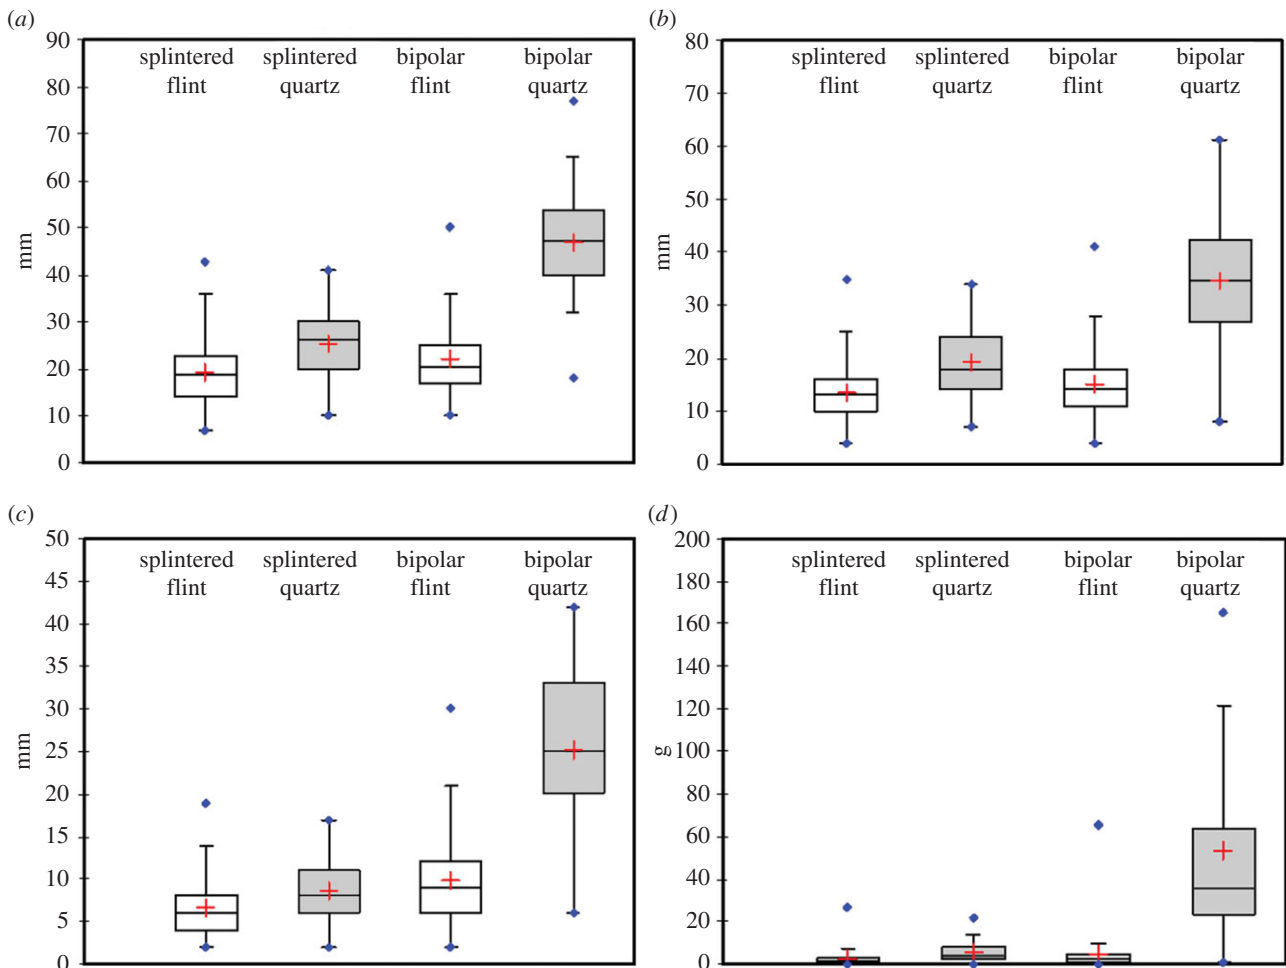 (a)
90
80
70
60
50
40
30
20
10
0
mm
splintered flint
splintered quartz
bipolar flint
bipolar quartz
(b)
80
70
60
50
40
30
20
10
0
mm
splintered flint
splintered quartz
bipolar flint
bipolar quartz
(c)
50
45
40
35
30
25
20
15
10
5
0
mm
splintered flint
splintered quartz
bipolar flint
bipolar quartz
(d)
200
180
160
140
120
100
80
60
40
20
0
g
splintered flint
splintered quartz
bipolar flint
bipolar quartz